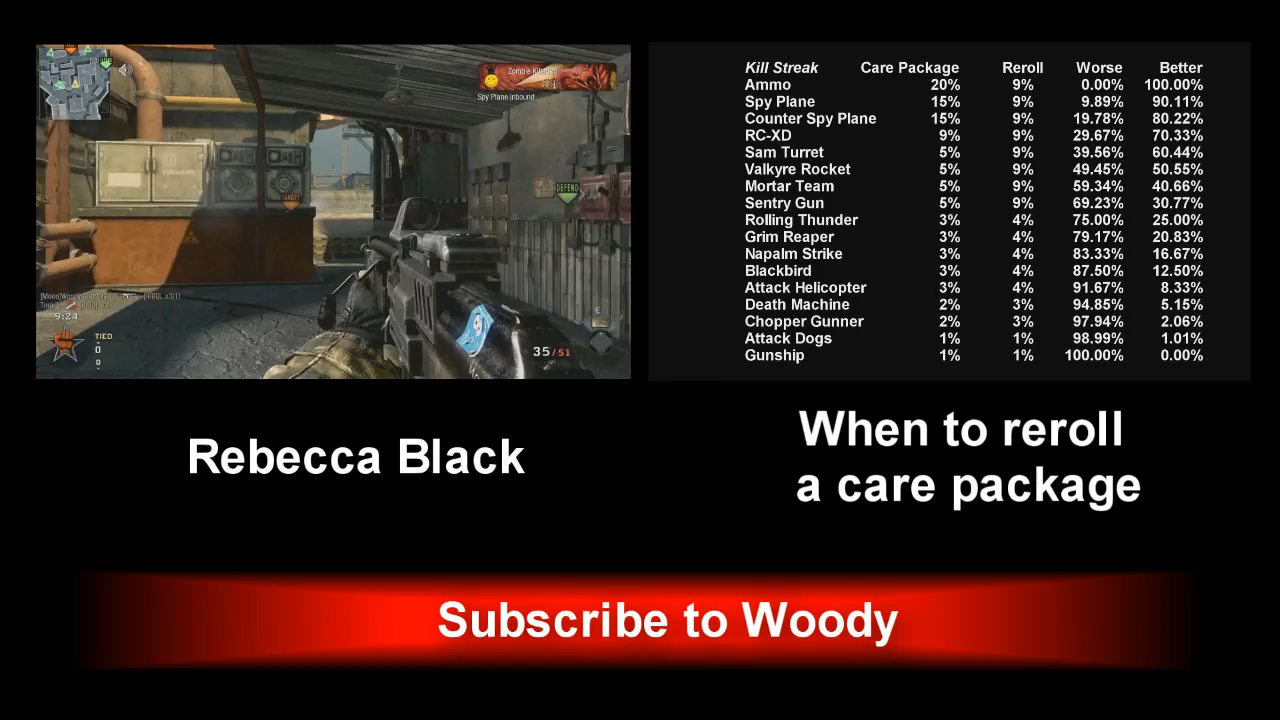 Zombie Killjoy
Spy Plane Inbound
DEFEND
TARGET
9:24
TIED
0
0
E
35/51
Kill Streak Care Package Reroll Worse Better
Ammo 20% 9% 0.00% 100.00%
Spy Plane 15% 9% 9.89% 90.11%
Counter Spy Plane 15% 9% 19.78% 80.22%
RC-XD 9% 9% 29.67% 70.33%
Sam Turret 5% 9% 39.56% 60.44%
Valkyre Rocket 5% 9% 49.45% 50.55%
Mortar Team 5% 9% 59.34% 40.66%
Sentry Gun 5% 9% 69.23% 30.77%
Rolling Thunder 3% 4% 75.00% 25.00%
Grim Reaper 3% 4% 79.17% 20.83%
Napalm Strike 3% 4% 83.33% 16.67%
Blackbird 3% 4% 87.50% 12.50%
Attack Helicopter 3% 4% 91.67% 8.33%
Death Machine 2% 3% 94.85% 5.15%
Chopper Gunner 2% 3% 97.94% 2.06%
Attack Dogs 1% 1% 98.99% 1.01%
Gunship 1% 1% 100.00% 0.00%
Rebecca Black
When to reroll
a care package
Subscribe to Woody